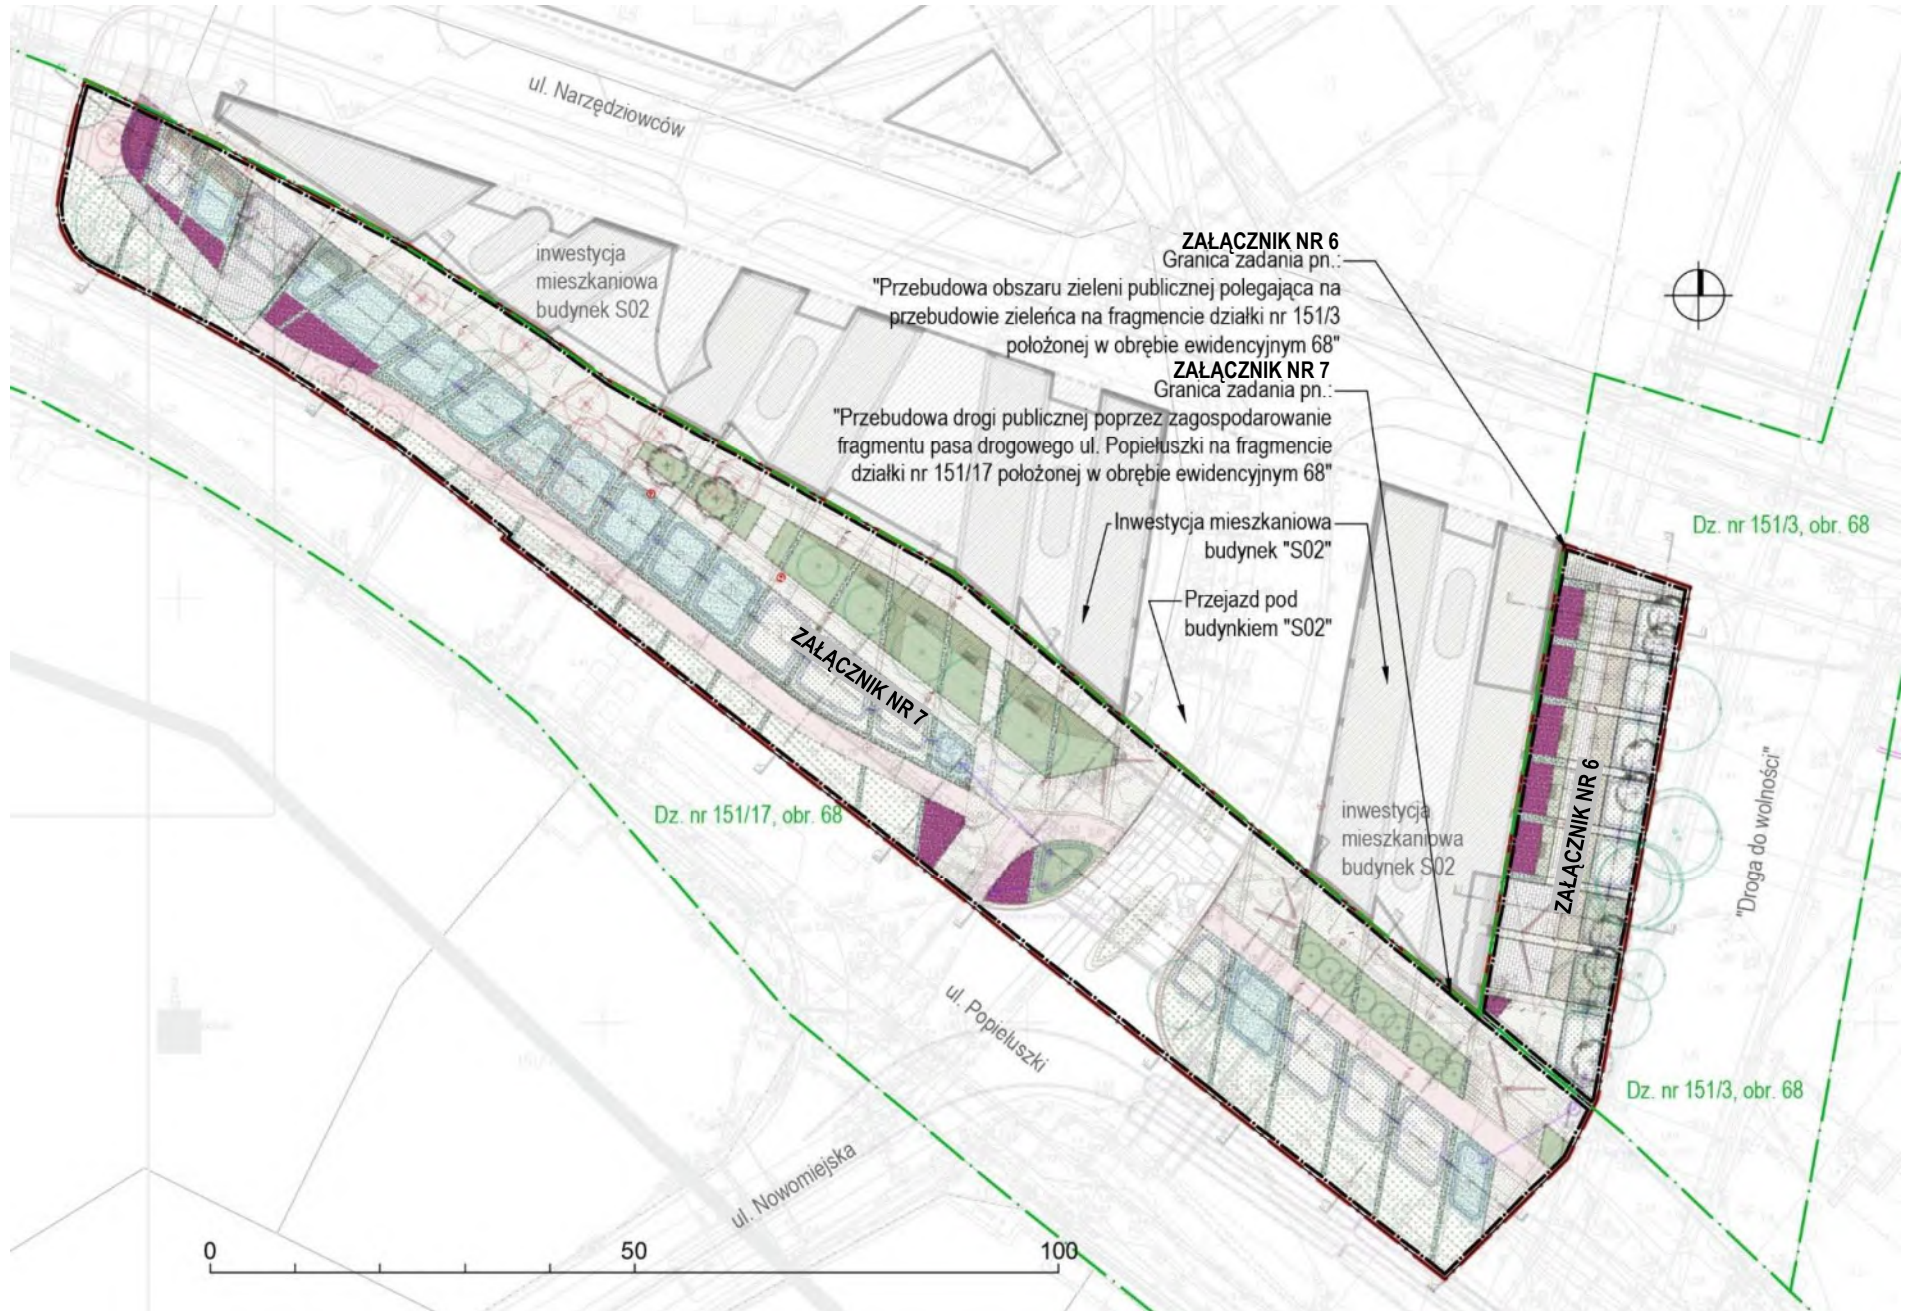 ul. Narzędziowców
inwestycja
mieszkaniowa
budynek S02
ZAŁĄCZNIK NR 6
Granica zadania pn.:
"Przebudowa obszaru zieleni publicznej polegająca na
przebudowie zieleńca na fragmencie działki nr 151/3
położonej w obrębie ewidencyjnym 68"
ZAŁĄCZNIK NR 7
Granica zadania pn.:
"Przebudowa drogi publicznej poprzez zagospodarowanie
fragmentu pasa drogowego ul. Popiełuszki na fragmencie
działki nr 151/17 położonej w obrębie ewidencyjnym 68"
Inwestycja mieszkaniowa
budynek "S02"
Przejazd pod
budynkiem "S02"
Dz. nr 151/3, obr. 68
ZAŁĄCZNIK NR 7
ZAŁĄCZNIK NR 6
"Droga do wolności"
Dz. nr 151/17, obr. 68
inwestycja
mieszkaniowa
budynek S02
ul. Popiełuszki
Dz. nr 151/3, obr. 68
ul. Nowomiejska
0 50 100